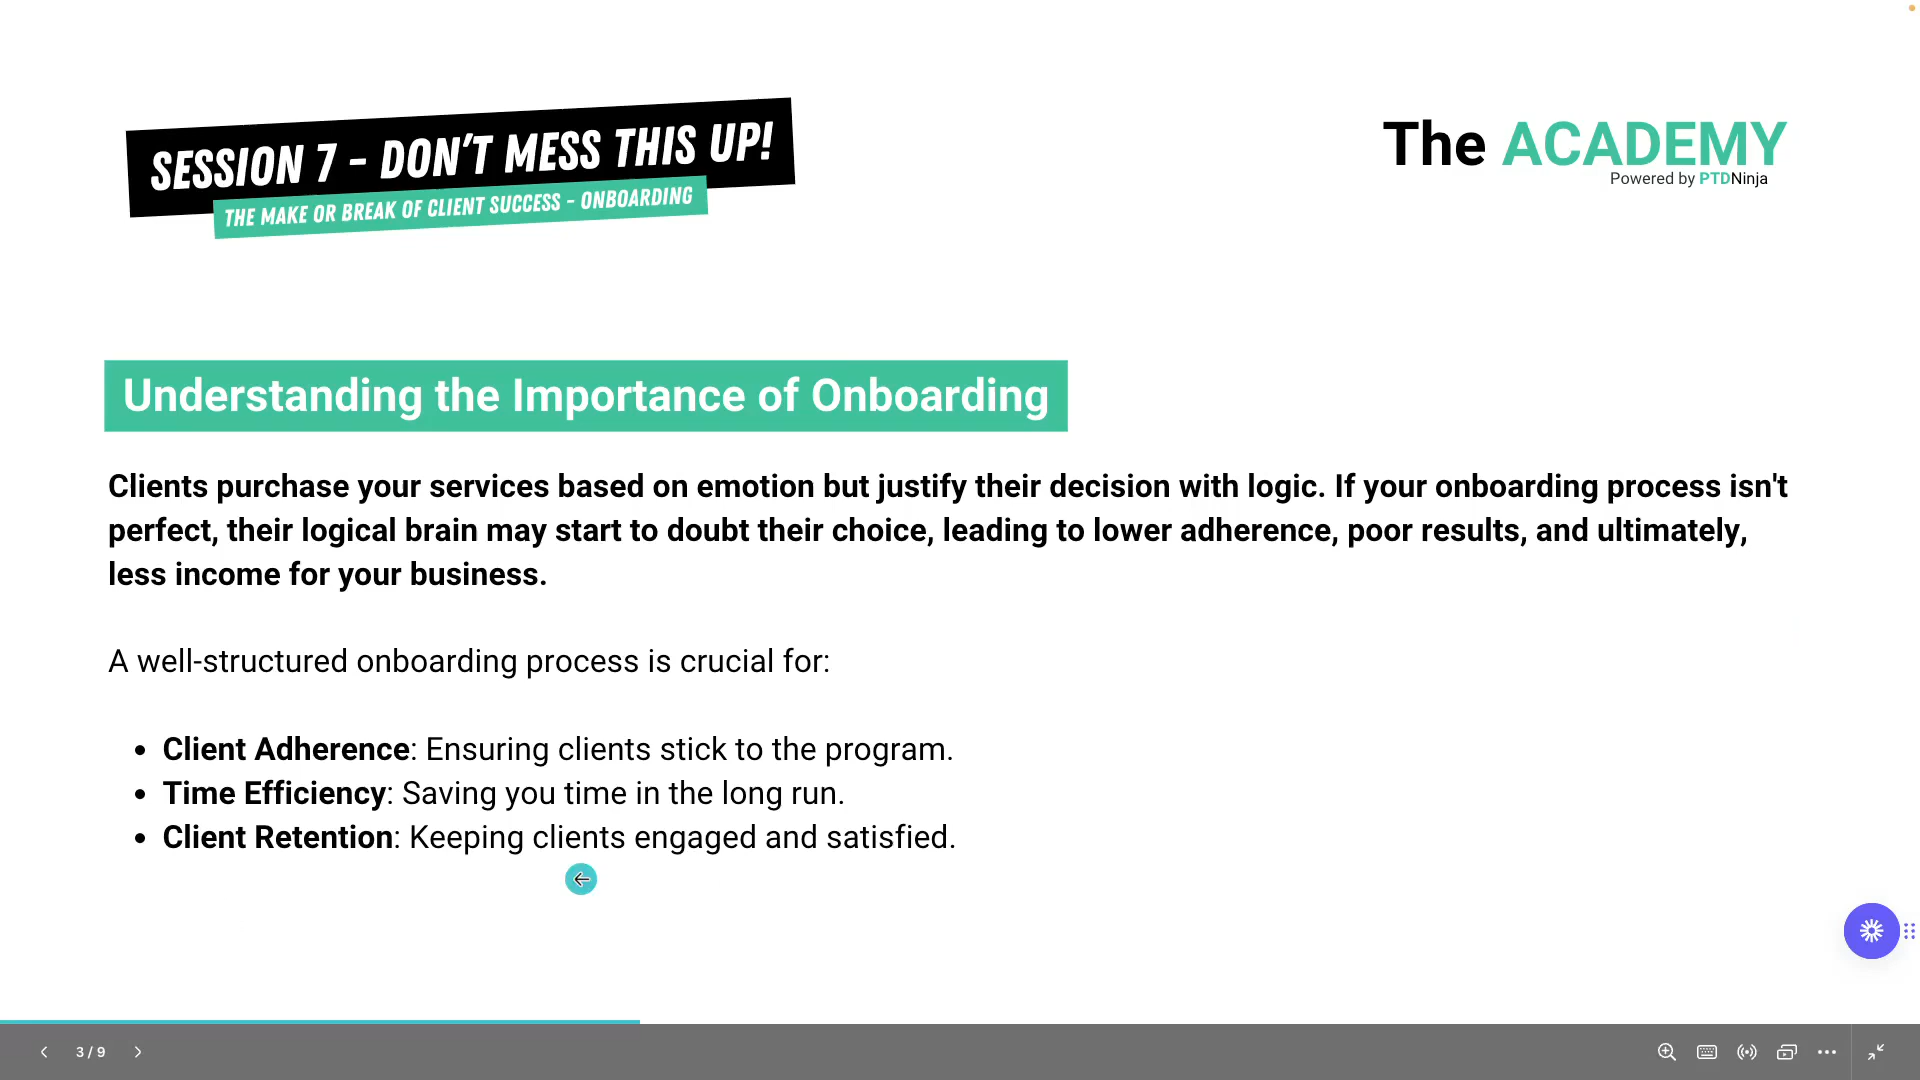 SESSION 7 - DON'T MESS THIS UP!
THE MAKE OR BREAK OF CLIENT SUCCESS - ONBOARDING
The ACADEMY
Powered by PTDNinja
Understanding the Importance of Onboarding
Clients purchase your services based on emotion but justify their decision with logic. If your onboarding process isn't
perfect, their logical brain may start to doubt their choice, leading to lower adherence, poor results, and ultimately,
less income for your business.
A well-structured onboarding process is crucial for:
• Client Adherence: Ensuring clients stick to the program.
• Time Efficiency: Saving you time in the long run.
• Client Retention: Keeping clients engaged and satisfied.
3 / 9